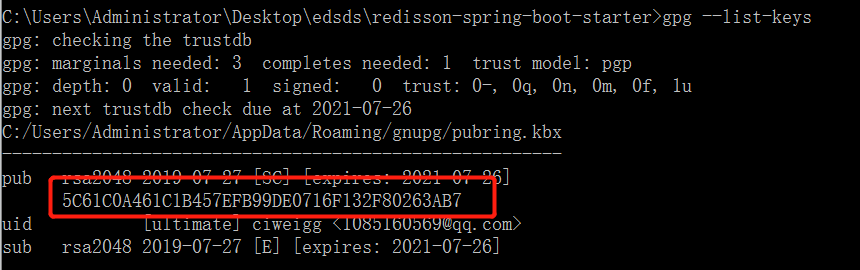 C:\Users\Administrator\Desktop\edsds\redisson-spring-boot-starter>gpg --list-keys
gpg: checking the trustdb
gpg: marginals needed: 3  completes needed: 1  trust model: pgp
gpg: depth: 0  valid:   1  signed:   0  trust: 0-, 0q, 0n, 0m, 0f, 1u
gpg: next trustdb check due at 2021-07-26
C:/Users/Administrator/AppData/Roaming/gnupg/pubring.kbx
--------------------------------------------------------
pub   rsa2048 2019-07-27 [SC] [expires: 2021-07-26]
      5C61C0A461C1B457EFB99DE0716F132F80263AB7
uid           [ultimate] ciweigg <1085160569@qq.com>
sub   rsa2048 2019-07-27 [E] [expires: 2021-07-26]